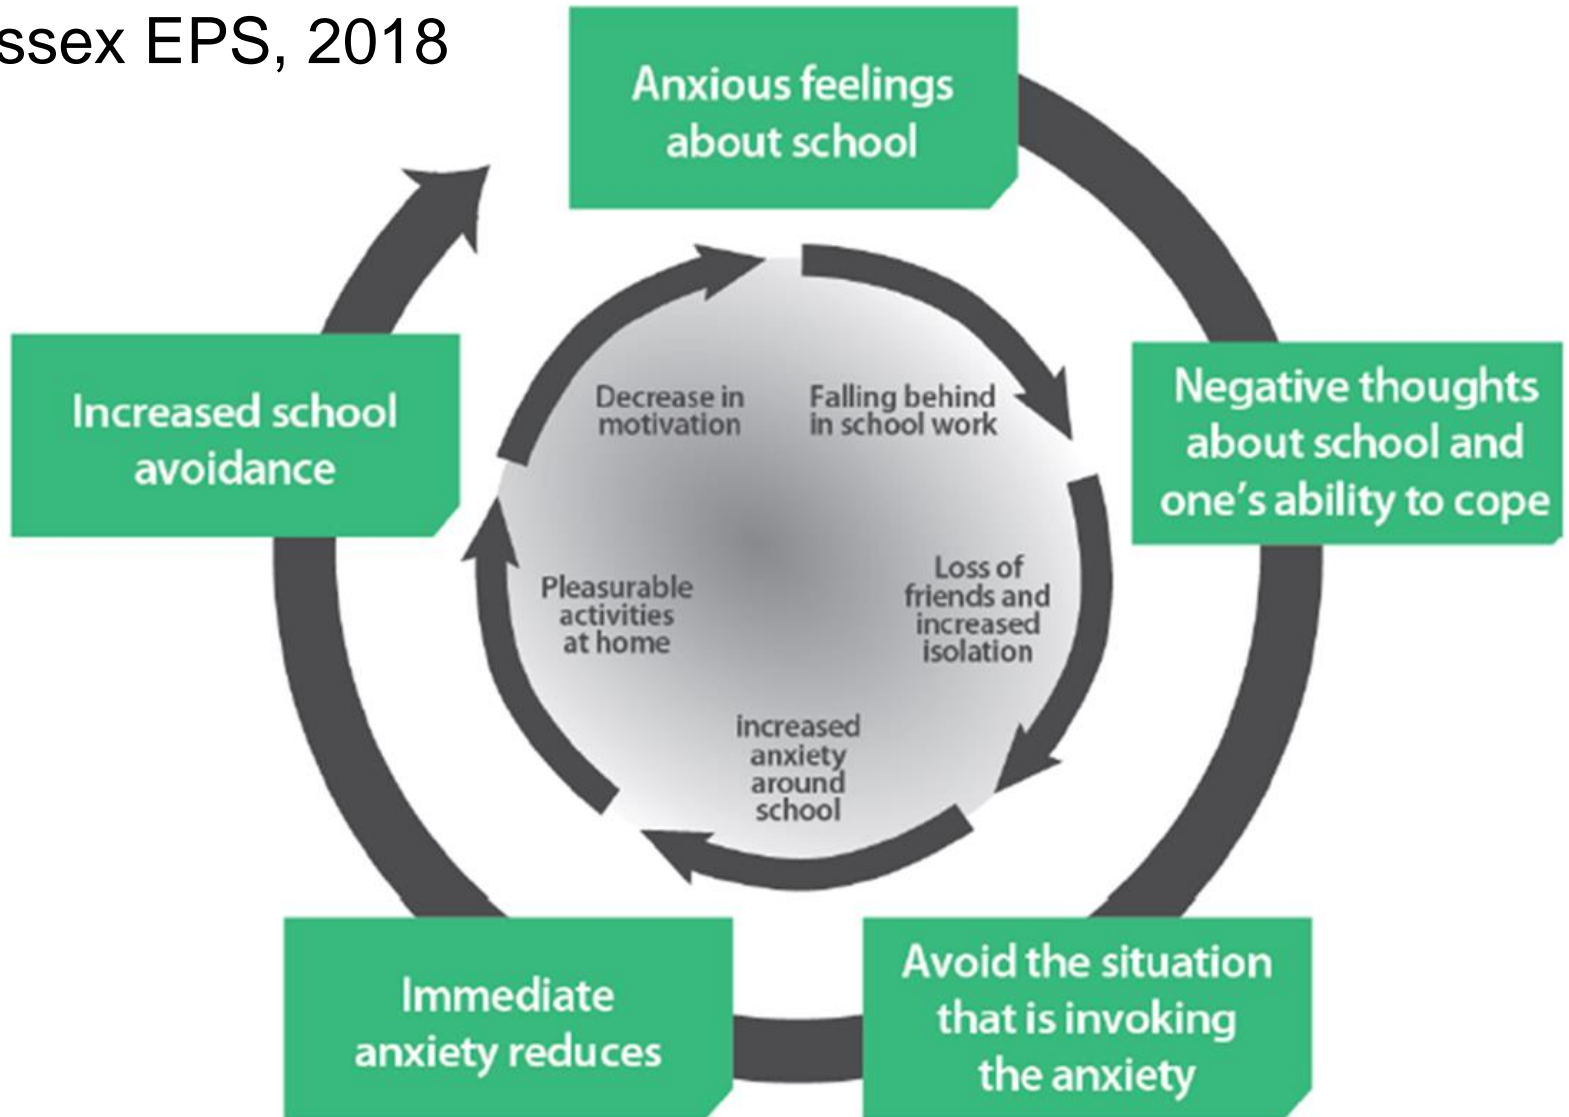 ssex EPS, 2018
Anxious feelings
about school
Negative thoughts
about school and
one's ability to cope
Avoid the situation
that is invoking
the anxiety
Immediate
anxiety reduces
Increased school
avoidance
Falling behind
in school work
Loss of
friends and
increased
isolation
increased
anxiety
around
school
Pleasurable
activities
at home
Decrease in
motivation